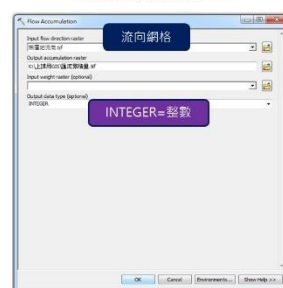 Flow Accumulation
Input flow direction raster
流向網格
Output accumulation raster
Input weight raster (optional)
Output data type (optional)
INTEGER
INTEGER=整數
OK
Cancel
Environments...
Show Help >>